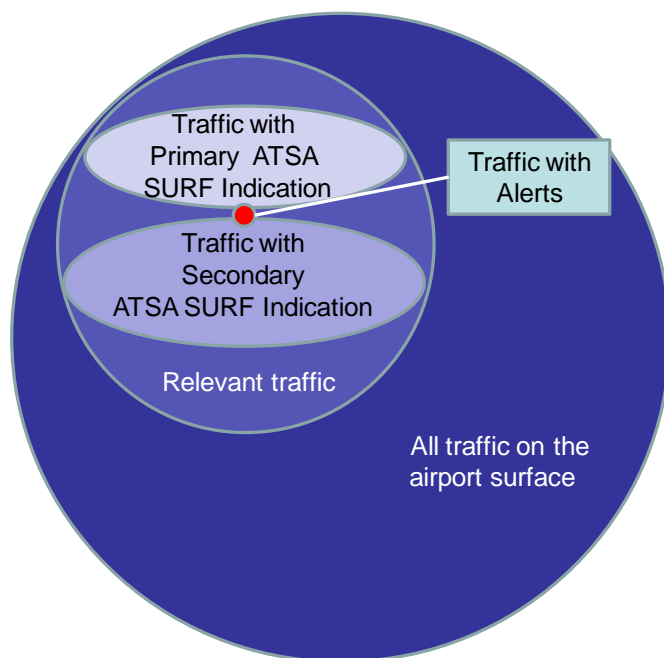 Traffic with
Primary ATSA
SURF Indication
Traffic with
Alerts
Traffic with
Secondary
ATSA SURF Indication
Relevant traffic
All traffic on the
airport surface